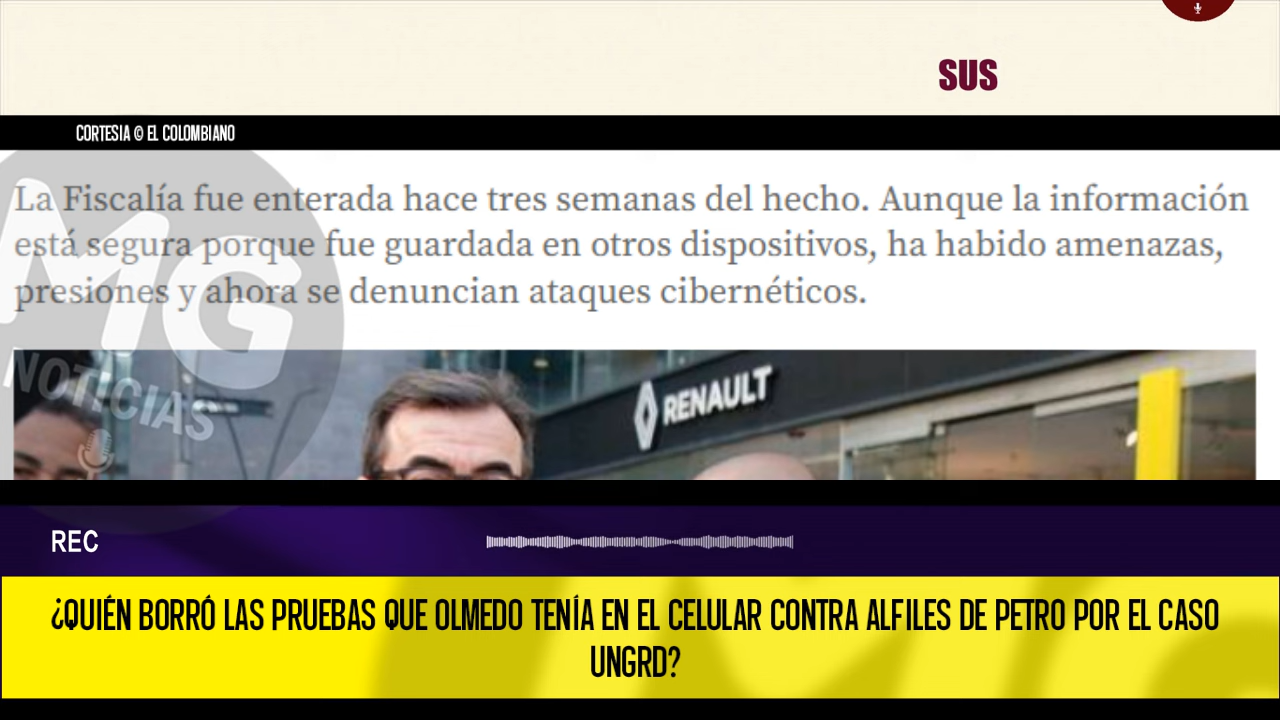 SUS
CORTESIA © EL COLOMBIANO
La Fiscalía fue enterada hace tres semanas del hecho. Aunque la información
está segura porque fue guardada en otros dispositivos, ha habido amenazas,
presiones y ahora se denuncian ataques cibernéticos.
MG
NOTICIAS
RENAULT
REC
¿QUIÉN BORRÓ LAS PRUEBAS QUE OLMEDO TENÍA EN EL CELULAR CONTRA ALFILES DE PETRO POR EL CASO
UNGRD?